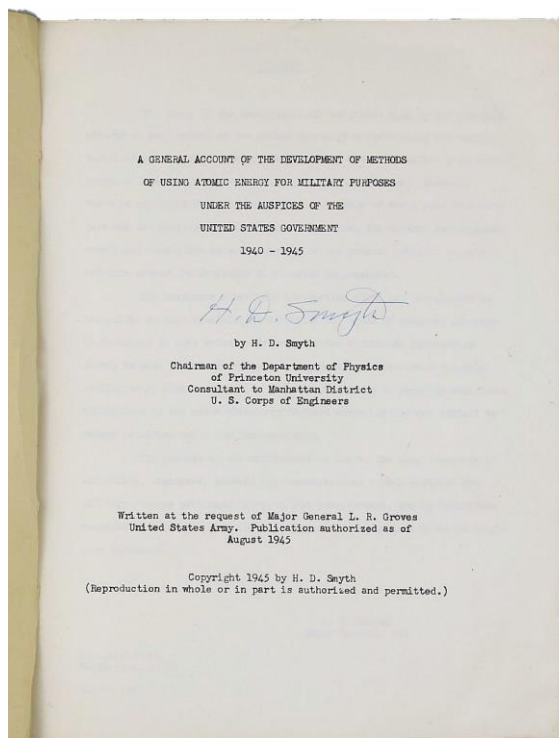 A GENERAL ACCOUNT OF THE DEVELOPMENT OF METHODS
OF USING ATOMIC ENERGY FOR MILITARY PURPOSES
UNDER THE AUSPICES OF THE
UNITED STATES GOVERNMENT
1940 - 1945
H. D. Smyth
by H. D. Smyth
Chairman of the Department of Physics
of Princeton University
Consultant to Manhattan District
U. S. Corps of Engineers
Written at the request of Major General L. R. Groves
United States Army. Publication authorized as of
August 1945
Copyright 1945 by H. D. Smyth
(Reproduction in whole or in part is authorized and permitted.)